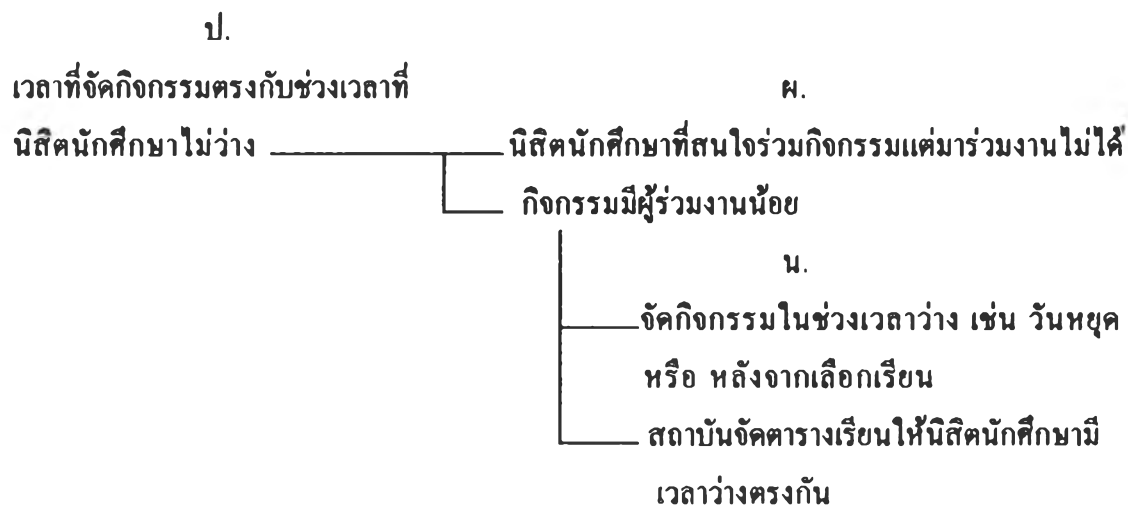 ป.
เวลาที่จัดกิจกรรมตรงกับช่วงเวลาที่
ผ.
นิสิตนักศึกษาไม่ว่าง นิสิตนักศึกษาที่สนใจร่วมกิจกรรมแต่มาร่วมงานไม่ได้
กิจกรรมมีผู้ร่วมงานน้อย
น.
จัดกิจกรรมในช่วงเวลาว่าง เช่น วันหยุด
หรือ หลังจากเลือกเรียน
สถาบันจัดตารางเรียนให้นิสิตนักศึกษามี
เวลาว่างตรงกัน